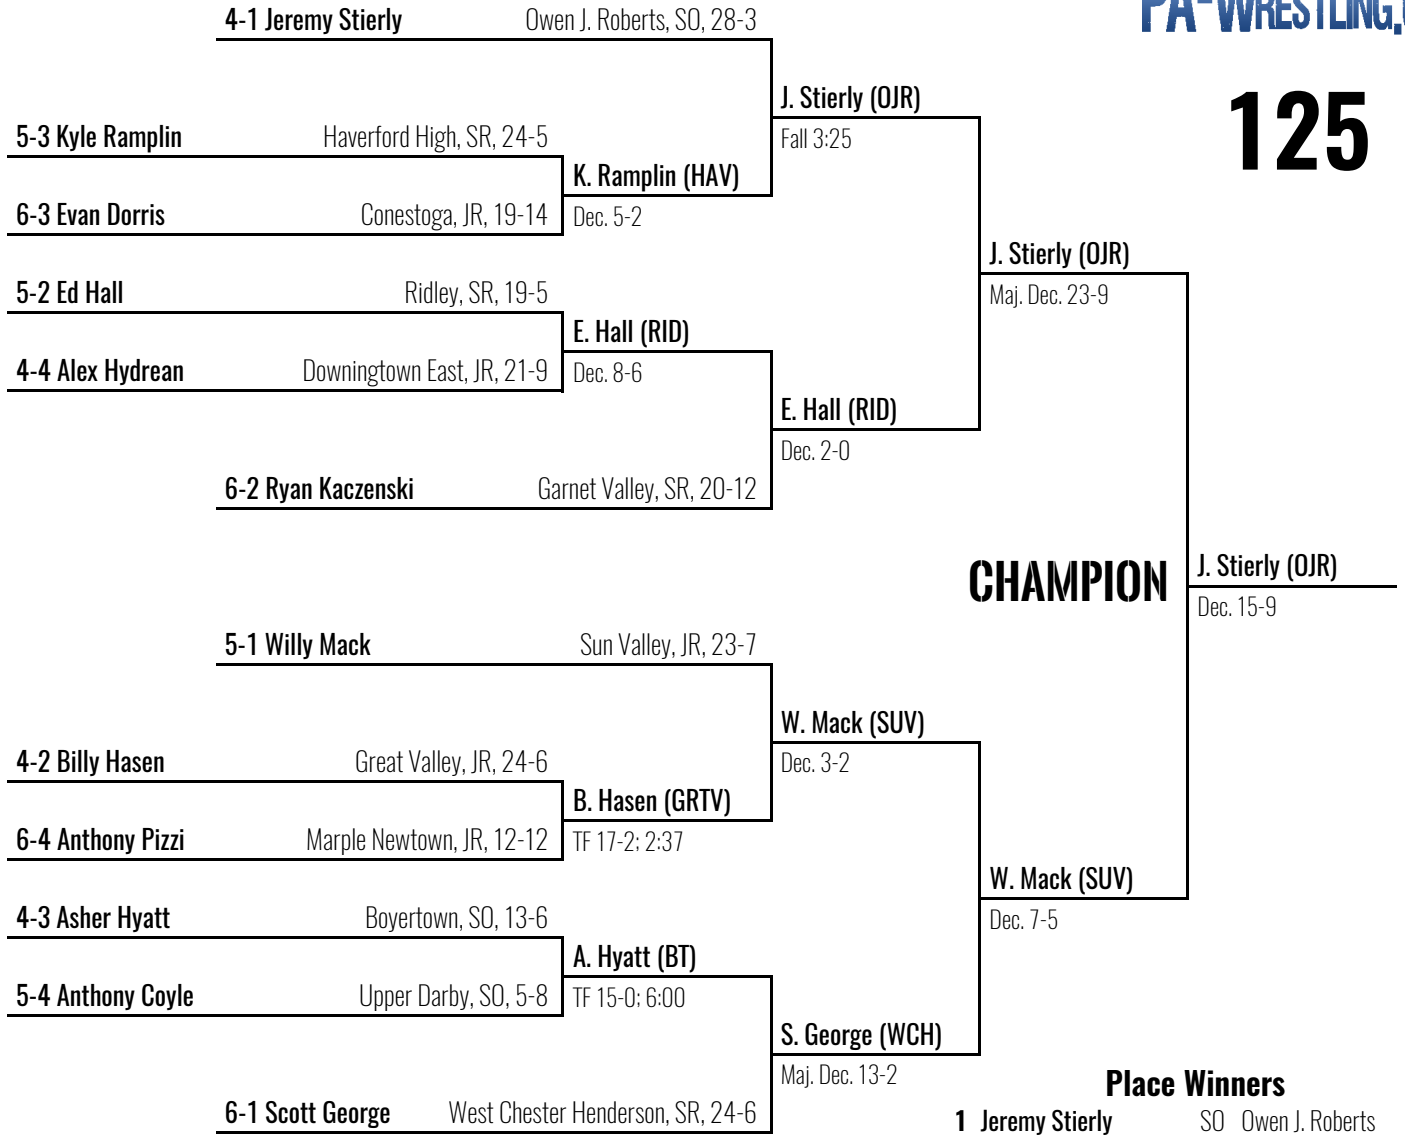 4-1 Jeremy Stierly Owen J. Roberts, SO, 28-3
PA-WRESTLING.
125
J. Stierly (OJR)
Fall 3:25
5-3 Kyle Ramplin Haverford High, SR, 24-5
K. Ramplin (HAV)
Dec. 5-2
6-3 Evan Dorris Conestoga, JR, 19-14
J. Stierly (OJR)
Maj. Dec. 23-9
5-2 Ed Hall Ridley, SR, 19-5
E. Hall (RID)
Dec. 8-6
4-4 Alex Hydrean Downingtown East, JR, 21-9
E. Hall (RID)
Dec. 2-0
6-2 Ryan Kaczenski Garnet Valley, SR, 20-12
CHAMPION
J. Stierly (OJR)
Dec. 15-9
5-1 Willy Mack Sun Valley, JR, 23-7
W. Mack (SUV)
Dec. 3-2
4-2 Billy Hasen Great Valley, JR, 24-6
B. Hasen (GRTV)
TF 17-2; 2:37
6-4 Anthony Pizzi Marple Newtown, JR, 12-12
W. Mack (SUV)
Dec. 7-5
4-3 Asher Hyatt Boyertown, SO, 13-6
A. Hyatt (BT)
TF 15-0; 6:00
5-4 Anthony Coyle Upper Darby, SO, 5-8
S. George (WCH)
Maj. Dec. 13-2
6-1 Scott George West Chester Henderson, SR, 24-6
Place Winners
1 Jeremy Stierly SO Owen J. Roberts